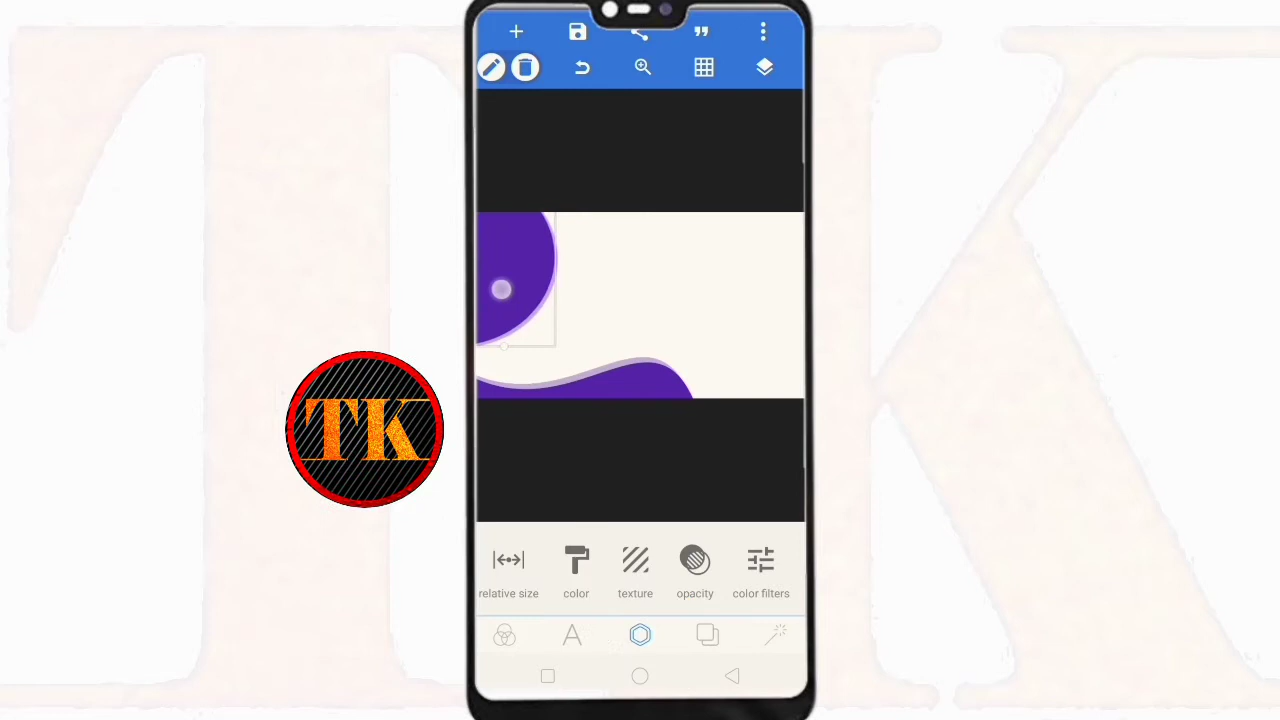 TK
relative size
color
texture
opacity
color filters
A